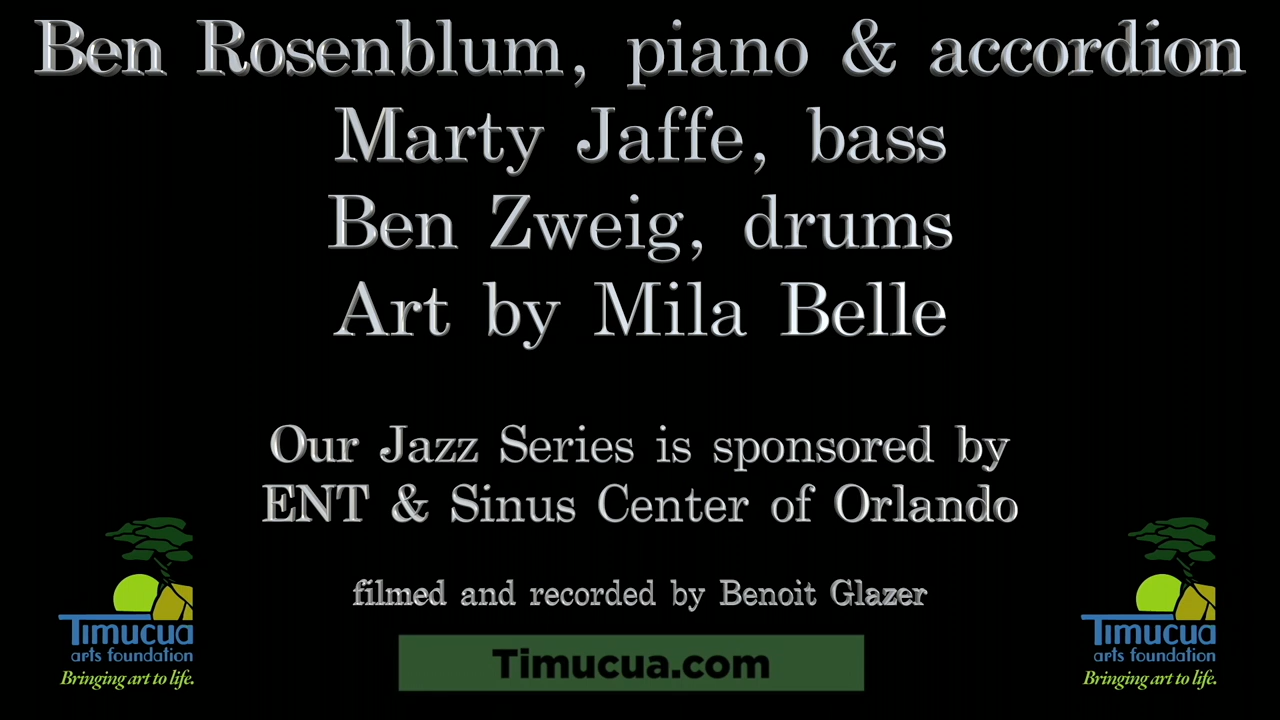 Ben Rosenblum, piano & accordion
Marty Jaffe, bass
Ben Zweig, drums
Art by Mila Belle
Our Jazz Series is sponsored by
ENT & Sinus Center of Orlando
filmed and recorded by Benoit Glazer
Timucua
arts foundation
Bringing art to life.
Timucua.com
Timucua
arts foundation
Bringing art to life.